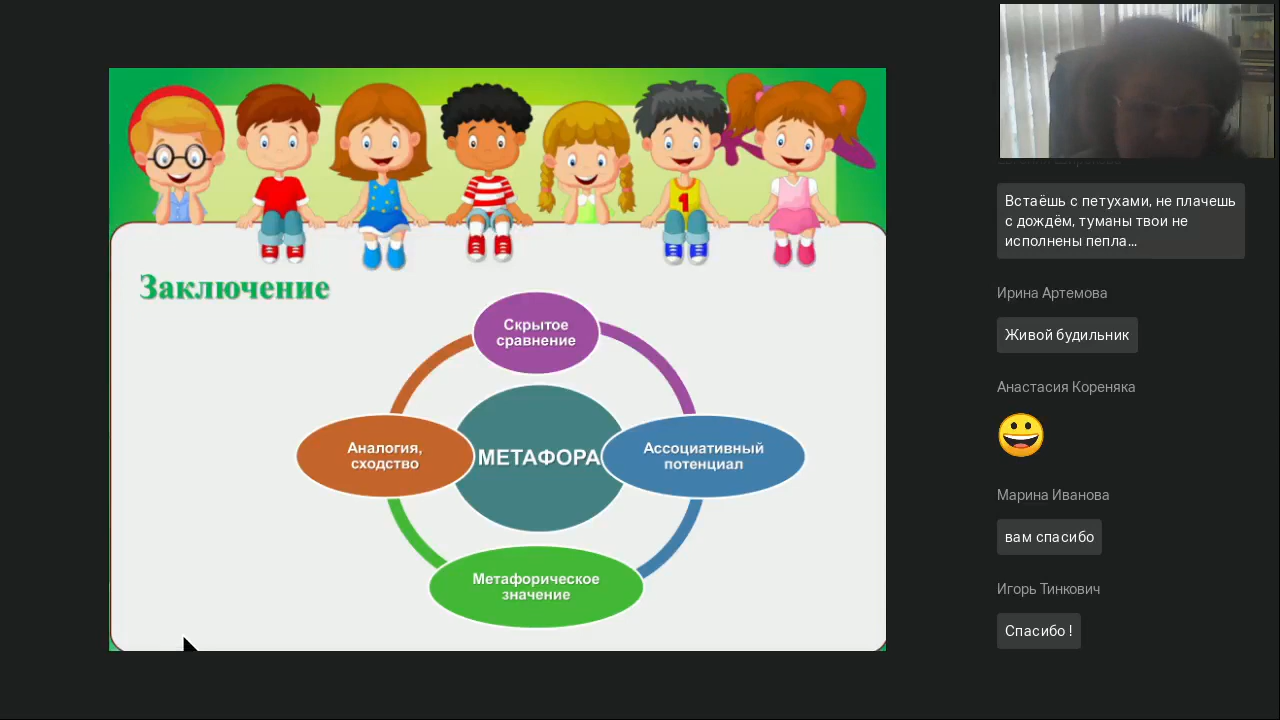 Заключение
Скрытое
сравнение
Аналогия,
сходство
МЕТАФОРА
Ассоциативный
потенциал
Метафорическое
значение
1
Встаёшь с петухами, не плачешь
с дождём, туманы твои не
исполнены пепла...
Ирина Артемова
Живой будильник
Анастасия Кореняка
Марина Иванова
вам спасибо
Игорь Тинкович
Спасибо !